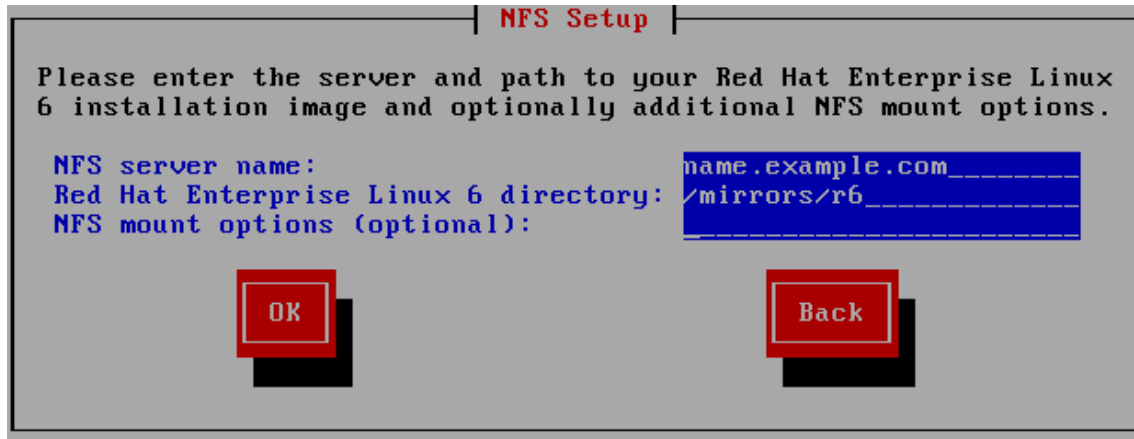 NFS Setup
Please enter the server and path to your Red Hat Enterprise Linux
6 installation image and optionally additional NFS mount options.
NFS server name: name.example.com________
Red Hat Enterprise Linux 6 directory: /mirrors/r6_____________
NFS mount options (optional): ________________________
OK Back